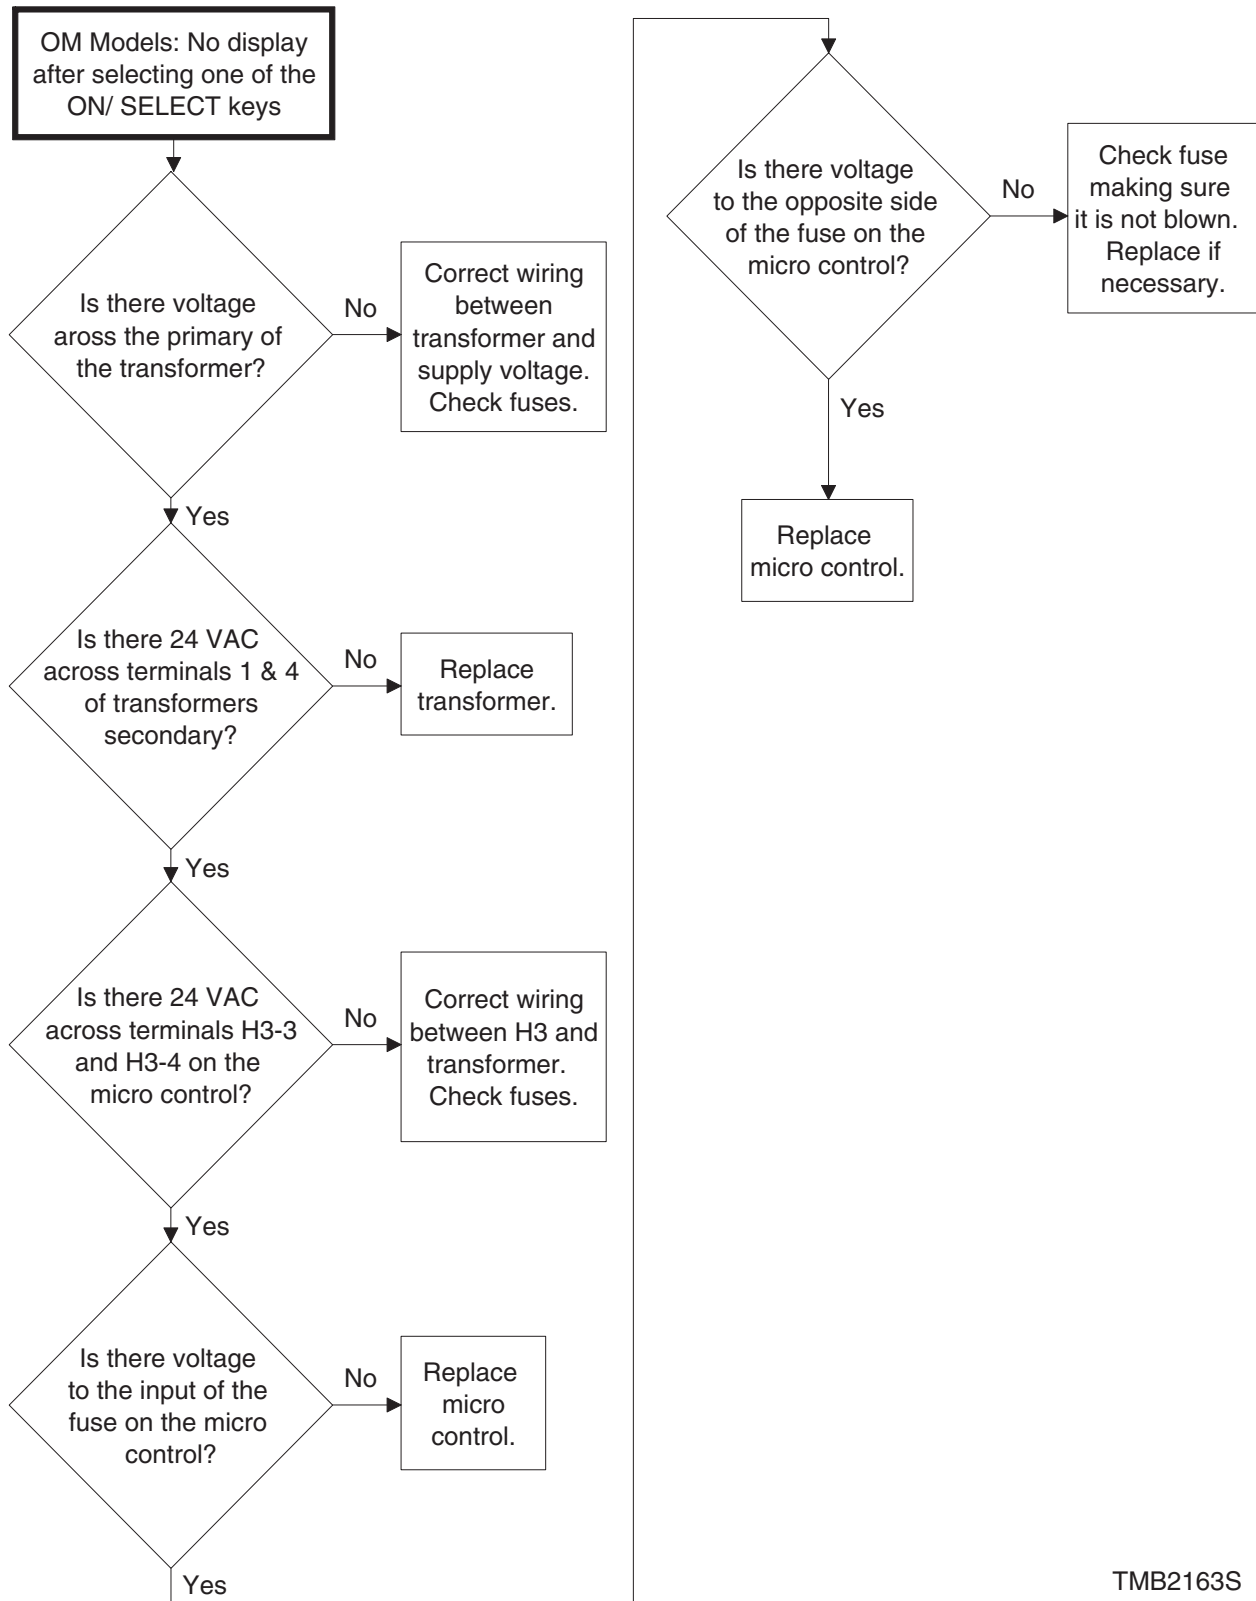 OM Models: No display
after selecting one of the
ON/ SELECT keys
Is there voltage
aross the primary of
the transformer?
No
Correct wiring
between
transformer and
supply voltage.
Check fuses.
Yes
Is there 24 VAC
across terminals 1 & 4
of transformers
secondary?
No
Replace
transformer.
Yes
Is there 24 VAC
across terminals H3-3
and H3-4 on the
micro control?
No
Correct wiring
between H3 and
transformer.
Check fuses.
Yes
Is there voltage
to the input of the
fuse on the micro
control?
No
Replace
micro
control.
Yes
Is there voltage
to the opposite side
of the fuse on the
micro control?
No
Check fuse
making sure
it is not blown.
Replace if
necessary.
Yes
Replace
micro control.
TMB2163S